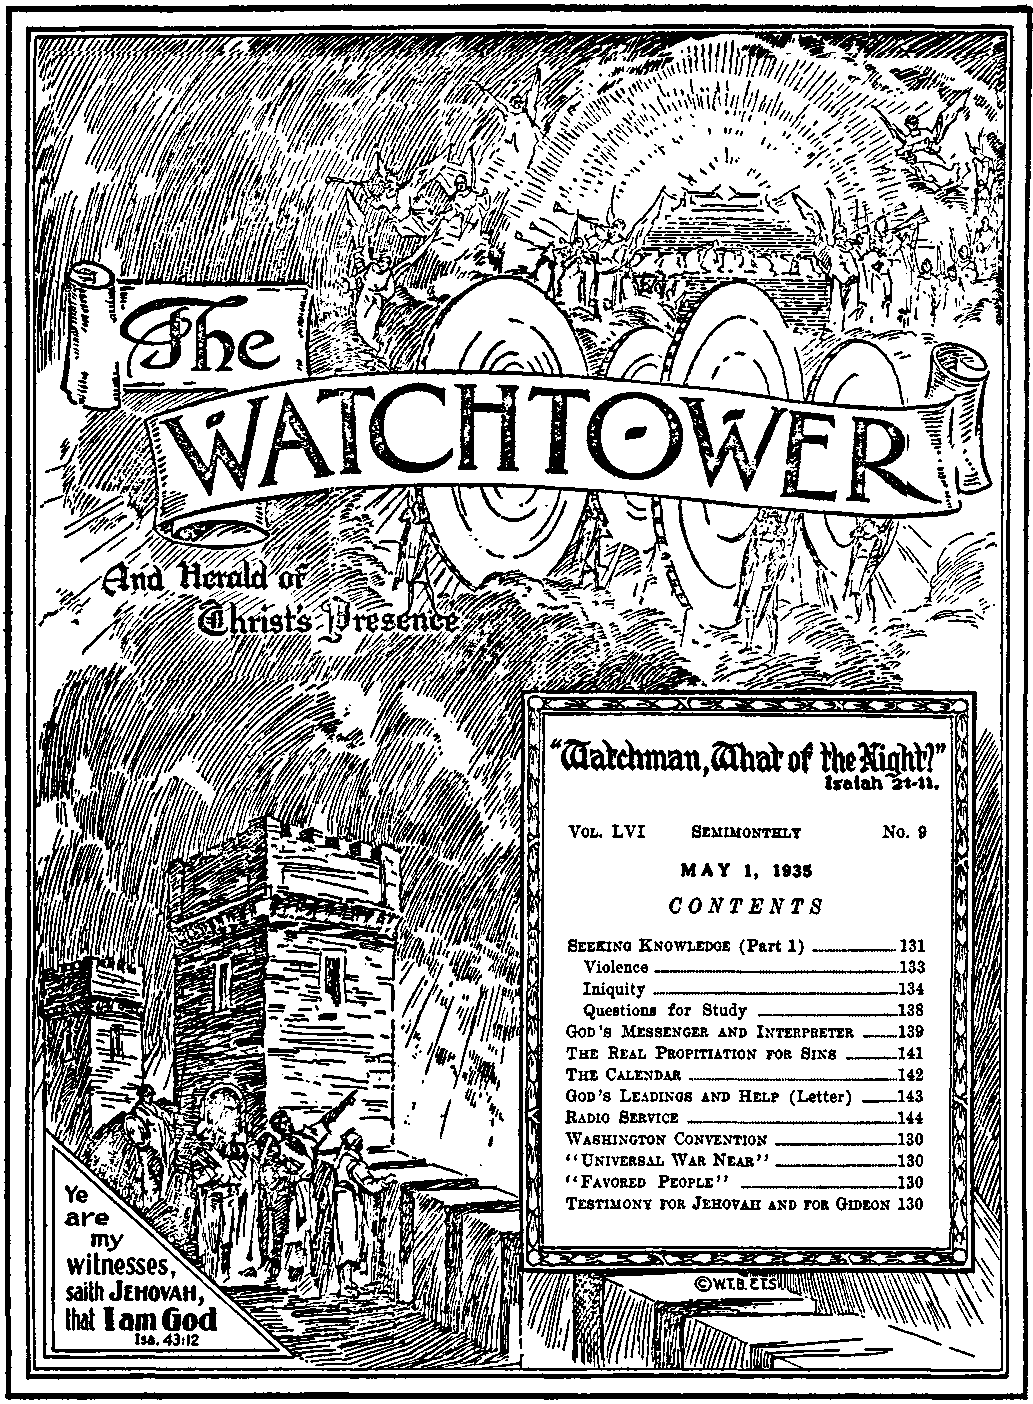 The
WATCHTOWER
And Herald of
Christ's Presence
"Watchman, What of the Night?"
Isaiah 21-11.
VOL. LVI SEMIMONTHLY No. 9
MAY 1, 1935
CONTENTS
SEEKING KNOWLEDGE (Part 1) 131
Violence 133
Iniquity 134
Questions for Study 138
GOD'S MESSENGER AND INTERPRETER 139
THE REAL PROPITIATION FOR SINS 141
THE CALENDAR 142
GOD'S LEADINGS AND HELP (Letter) 143
RADIO SERVICE 144
WASHINGTON CONVENTION 130
"UNIVERSAL WAR NEAR" 130
"FAVORED PEOPLE" 130
TESTIMONY FOR JEHOVAH AND FOR GIDEON 130
©W.T.B.&T.S.
Ye
are
my
witnesses,
saith JEHOVAH,
that I am God
Isa. 43:12